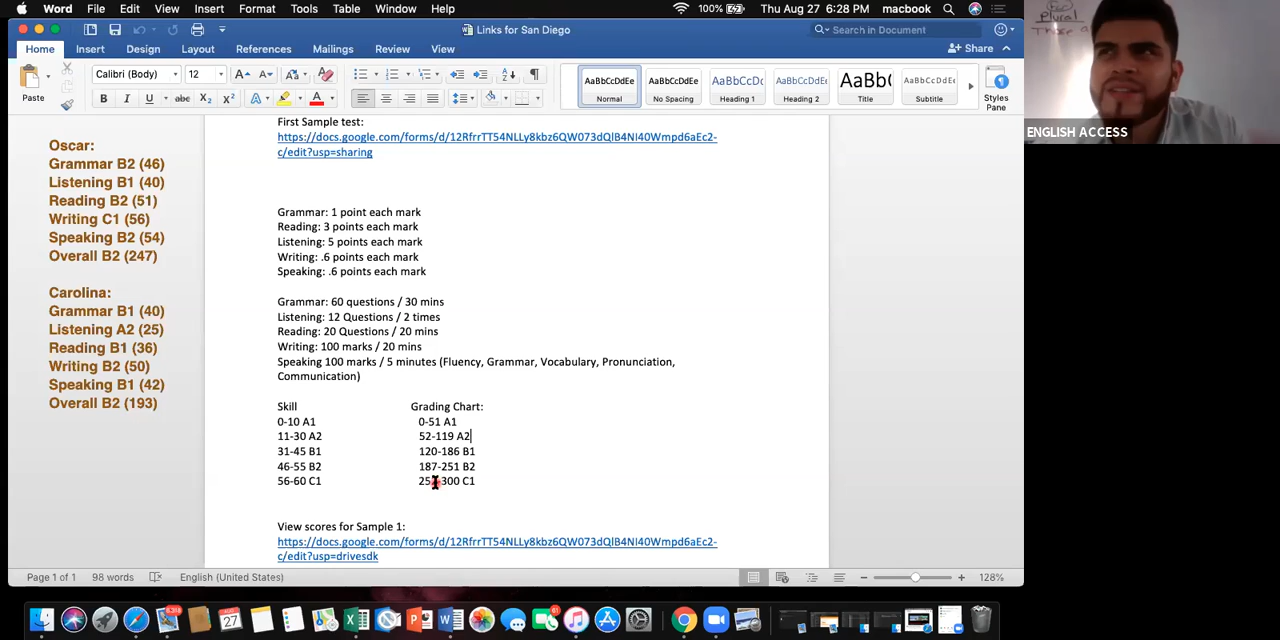 Word File Edit View Insert Format Tools Table Window Help 100% Thu Aug 27 6:28 PM macbook
Links for San Diego
Search in Document
Home Insert Design Layout References Mailings Review View
Share
Paste
Calibri (Body) 12
AaBbCcDdEe AaBbCcDdEe AaBbCcDc AaBbCcDdEe AaBb( AaBbCcDdEe
Normal No Spacing Heading 1 Heading 2 Title Subtitle
Styles Pane
Plural
ENGLISH ACCESS
Oscar:
Grammar B2 (46)
Listening B1 (40)
Reading B2 (51)
Writing C1 (56)
Speaking B2 (54)
Overall B2 (247)
Carolina:
Grammar B1 (40)
Listening A2 (25)
Reading B1 (36)
Writing B2 (50)
Speaking B1 (42)
Overall B2 (193)
First Sample test:
https://docs.google.com/forms/d/12RfrrTT54NLLy8kbz6QW073dQlB4NI40Wmpd6aEc2-
c/edit?usp=sharing
Grammar: 1 point each mark
Reading: 3 points each mark
Listening: 5 points each mark
Writing: .6 points each mark
Speaking: .6 points each mark
Grammar: 60 questions / 30 mins
Listening: 12 Questions / 2 times
Reading: 20 Questions / 20 mins
Writing: 100 marks / 20 mins
Speaking 100 marks / 5 minutes (Fluency, Grammar, Vocabulary, Pronunciation,
Communication)
Skill Grading Chart:
0-10 A1 0-51 A1
11-30 A2 52-119 A2
31-45 B1 120-186 B1
46-55 B2 187-251 B2
56-60 C1 300 C1
View scores for Sample 1:
https://docs.google.com/forms/d/12RfrrTT54NLLy8kbz6QW073dQlB4NI40Wmpd6aEc2-
c/edit?usp=drivesdk
Page 1 of 1 98 words English (United States) 128%